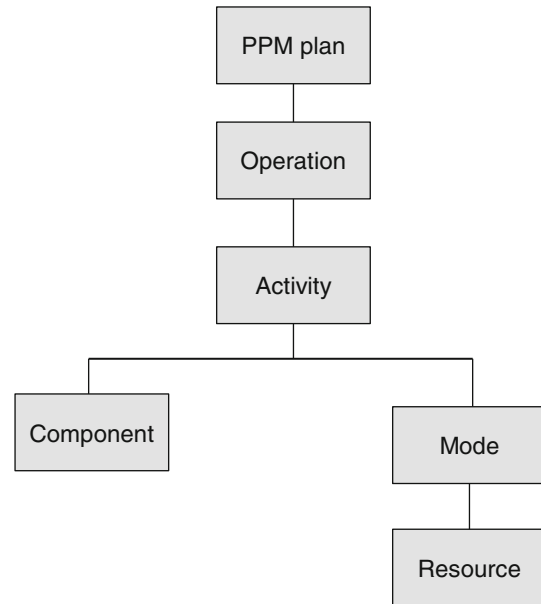 PPM plan
Operation
Activity
Component
Mode
Resource